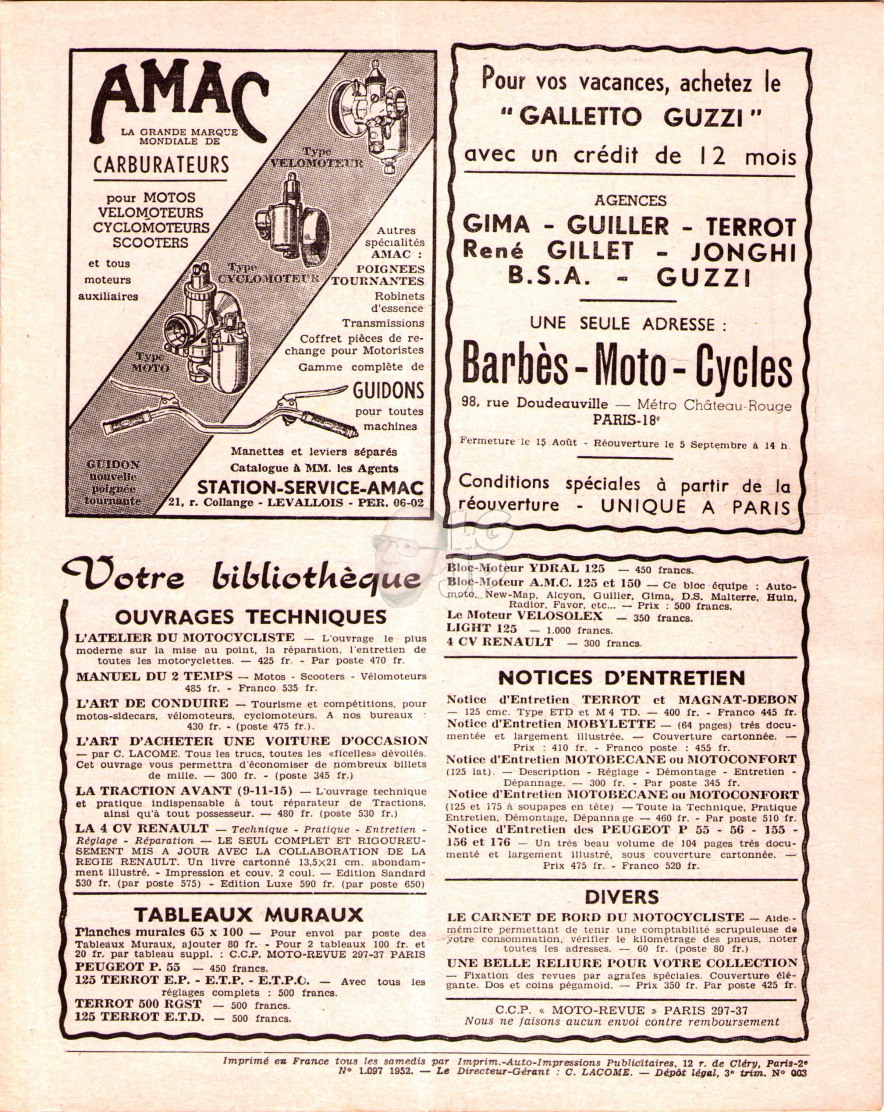 AMAC
LA GRANDE MARQUE
MONDIALE DE
CARBURATEURS
pour MOTOS
VELOMOTEURS
CYCLOMOTEURS
SCOOTERS
et tous
moteurs
auxiliaires
Type
VELOMOTEUR
Type
CYCLOMOTEUR
Type
MOTO
Autres
spécialités
AMAC :
POIGNEES
TOURNANTES
Robinets
d'essence
Transmissions
Coffret pièces de re-
change pour Motoristes
Gamme complète de
GUIDONS
pour toutes
machines
GUIDON
nouvelle
poignée
tournante
Manettes et leviers séparés
Catalogue à MM. les Agents
STATION-SERVICE-AMAC
21, r. Collange - LEVALLOIS - PER. 06-02
Pour vos vacances, achetez le
" GALLETTO GUZZI "
avec un crédit de 12 mois
AGENCES
GIMA - GUILLER - TERROT
René GILLET - JONGHI
B.S.A. - GUZZI
UNE SEULE ADRESSE :
Barbès - Moto - Cycles
98, rue Doudeauville — Métro Château-Rouge
PARIS-18e
Fermeture le 15 Août - Réouverture le 5 Septembre à 14 h.
Conditions spéciales à partir de la
réouverture - UNIQUE A PARIS
LG
Votre bibliothèque
OUVRAGES TECHNIQUES
L'ATELIER DU MOTOCYCLISTE — L'ouvrage le plus
moderne sur la mise au point, la réparation, l'entretien de
toutes les motocyclettes. — 425 fr. - Par poste 470 fr.
MANUEL DU 2 TEMPS — Motos - Scooters - Vélomoteurs
485 fr. - Franco 535 fr.
L'ART DE CONDUIRE — Tourisme et compétitions, pour
motos-sidecars, vélomoteurs, cyclomoteurs. A nos bureaux :
430 fr. - (poste 475 fr.).
L'ART D'ACHETER UNE VOITURE D'OCCASION
— par C. LACOME. Tous les trucs, toutes les «ficelles» dévoilés.
Cet ouvrage vous permettra d'économiser de nombreux billets
de mille. — 300 fr. - (poste 345 fr.)
LA TRACTION AVANT (9-11-15) — L'ouvrage technique
et pratique indispensable à tout réparateur de Tractions,
ainsi qu'à tout possesseur. — 480 fr. (poste 530 fr.)
LA 4 CV RENAULT — Technique - Pratique - Entretien -
Réglage - Réparation — LE SEUL COMPLET ET RIGOUREU-
SEMENT MIS A JOUR AVEC LA COLLABORATION DE LA
REGIE RENAULT. Un livre cartonné 13,5×21 cm. abondam-
ment illustré. - Impression et couv. 2 coul. — Edition Sandard
530 fr. (par poste 575) - Edition Luxe 590 fr. (par poste 650)
TABLEAUX MURAUX
Planches murales 65 x 100 — Pour envoi par poste des
Tableaux Muraux, ajouter 80 fr. - Pour 2 tableaux 100 fr. et
20 fr. par tableau suppl. : C.C.P. MOTO-REVUE 297-37 PARIS
PEUGEOT P. 55 — 450 francs.
125 TERROT E.P. - E.T.P. - E.T.P.O. — Avec tous les
réglages complets : 500 francs.
TERROT 500 RGST — 500 francs.
125 TERROT E.T.D. — 500 francs.
Bloc-Moteur YDRAL 125 — 450 francs.
Bloc-Moteur A.M.C. 125 et 150 — Ce bloc équipe : Auto-
moto, New-Map, Alcyon, Guiller, Gima, D.S. Malterre, Huin,
Radior, Favor, etc... — Prix : 500 francs.
Le Moteur VELOSOLEX — 350 francs.
LIGHT 125 — 1.000 francs.
4 CV RENAULT — 300 francs.
NOTICES D'ENTRETIEN
Notice d'Entretien TERROT et MAGNAT-DEBON
— 125 cmc. Type ETD et M 4 TD. — 400 fr. - Franco 445 fr.
Notice d'Entretien MOBYLETTE — (64 pages) très docu-
mentée et largement illustrée. — Couverture cartonnée. —
Prix : 410 fr. - Franco poste : 455 fr.
Notice d'Entretien MOTOBECANE ou MOTOCONFORT
(125 lat). — Description - Réglage - Démontage - Entretien -
Dépannage. — 300 fr. - Par poste 345 fr.
Notice d'Entretien MOTOBECANE ou MOTOCONFORT
(125 et 175 à soupapes en tête) — Toute la Technique, Pratique
Entretien, Démontage, Dépannage — 460 fr. - Par poste 510 fr.
Notice d'Entretien des PEUGEOT P 55 - 56 - 155 -
156 et 176 — Un très beau volume de 104 pages très docu-
menté et largement illustré, sous couverture cartonnée. —
Prix 475 fr. - Franco 520 fr.
DIVERS
LE CARNET DE BORD DU MOTOCYCLISTE — Aide-
mémoire permettant de tenir une comptabilité scrupuleuse de
votre consommation, vérifier le kilométrage des pneus, noter
toutes les adresses. — 60 fr. (poste 80 fr.)
UNE BELLE RELIURE POUR VOTRE COLLECTION
— Fixation des revues par agrafes spéciales. Couverture élé-
gante. Dos et coins pégamoïd. — Prix 350 fr. Par poste 425 fr.
C.C.P. « MOTO-REVUE » PARIS 297-37
Nous ne faisons aucun envoi contre remboursement
Imprimé en France tous les samedis par Imprim.-Auto-Impressions Publicitaires, 12 r. de Cléry, Paris-2e
N° 1.097 1952. — Le Directeur-Gérant : C. LACOME. — Dépôt légal, 3e trim. N° 003